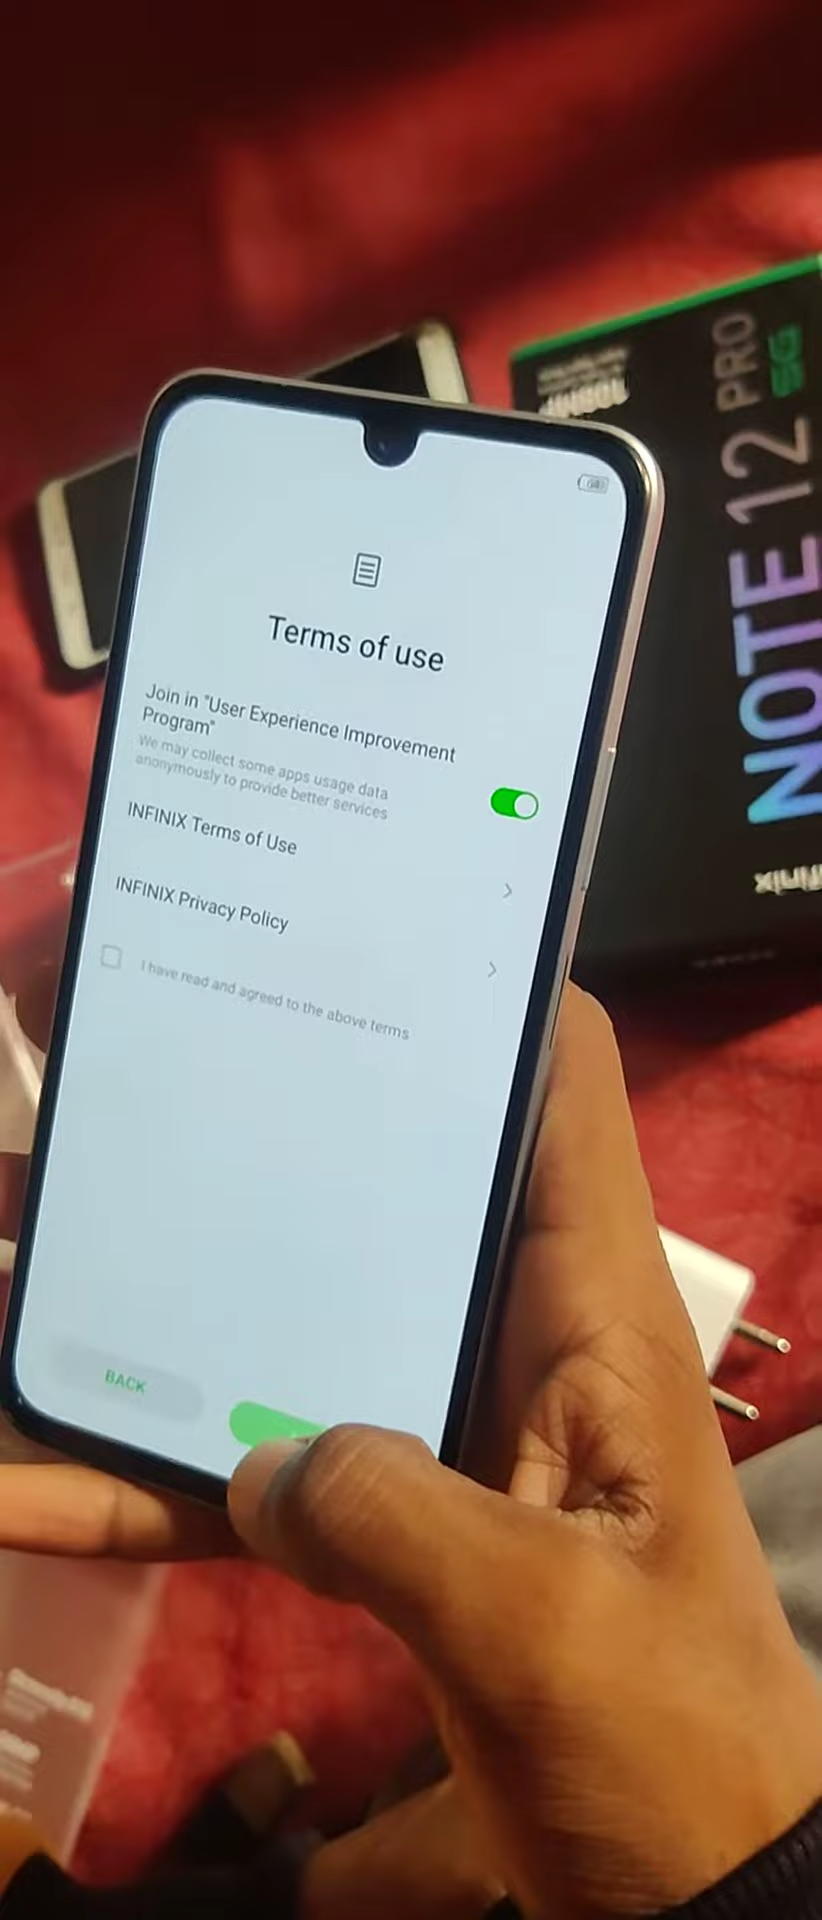 Terms of use
Join in "User Experience Improvement
Program"
We may collect some apps usage data
anonymously to provide better services
INFINIX Terms of Use
INFINIX Privacy Policy
I have read and agreed to the above terms
BACK
108MP
NOTE 12 PRO
5G
Infinix